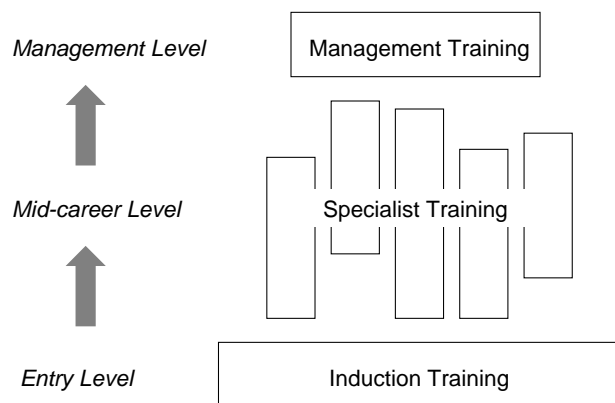 Management Level
Management Training
Mid-career Level
Specialist Training
Entry Level
Induction Training